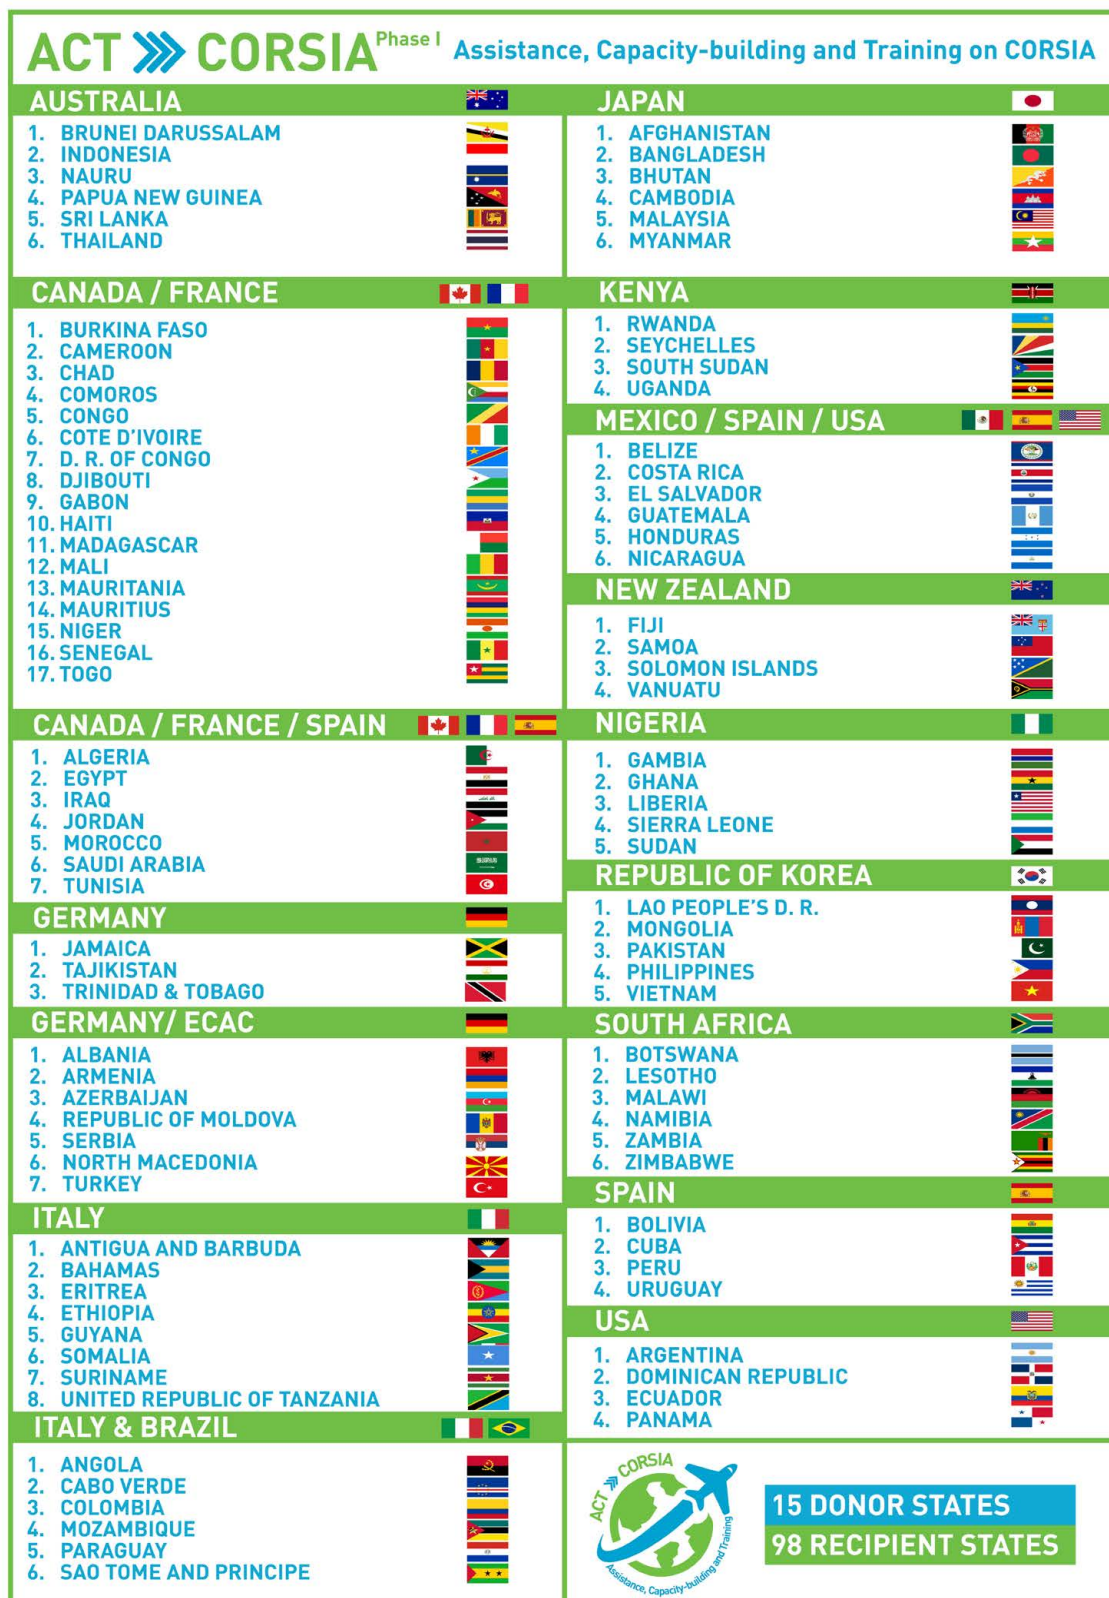 ACT CORSIA Phase I Assistance, Capacity-building and Training on CORSIA
AUSTRALIA
1. BRUNEI DARUSSALAM
2. INDONESIA
3. NAURU
4. PAPUA NEW GUINEA
5. SRI LANKA
6. THAILAND
CANADA / FRANCE
1. BURKINA FASO
2. CAMEROON
3. CHAD
4. COMOROS
5. CONGO
6. COTE D'IVOIRE
7. D. R. OF CONGO
8. DJIBOUTI
9. GABON
10. HAITI
11. MADAGASCAR
12. MALI
13. MAURITANIA
14. MAURITIUS
15. NIGER
16. SENEGAL
17. TOGO
CANADA / FRANCE / SPAIN
1. ALGERIA
2. EGYPT
3. IRAQ
4. JORDAN
5. MOROCCO
6. SAUDI ARABIA
7. TUNISIA
GERMANY
1. JAMAICA
2. TAJIKISTAN
3. TRINIDAD & TOBAGO
GERMANY/ ECAC
1. ALBANIA
2. ARMENIA
3. AZERBAIJAN
4. REPUBLIC OF MOLDOVA
5. SERBIA
6. NORTH MACEDONIA
7. TURKEY
ITALY
1. ANTIGUA AND BARBUDA
2. BAHAMAS
3. ERITREA
4. ETHIOPIA
5. GUYANA
6. SOMALIA
7. SURINAME
8. UNITED REPUBLIC OF TANZANIA
ITALY & BRAZIL
1. ANGOLA
2. CABO VERDE
3. COLOMBIA
4. MOZAMBIQUE
5. PARAGUAY
6. SAO TOME AND PRINCIPE
JAPAN
1. AFGHANISTAN
2. BANGLADESH
3. BHUTAN
4. CAMBODIA
5. MALAYSIA
6. MYANMAR
KENYA
1. RWANDA
2. SEYCHELLES
3. SOUTH SUDAN
4. UGANDA
MEXICO / SPAIN / USA
1. BELIZE
2. COSTA RICA
3. EL SALVADOR
4. GUATEMALA
5. HONDURAS
6. NICARAGUA
NEW ZEALAND
1. FIJI
2. SAMOA
3. SOLOMON ISLANDS
4. VANUATU
NIGERIA
1. GAMBIA
2. GHANA
3. LIBERIA
4. SIERRA LEONE
5. SUDAN
REPUBLIC OF KOREA
1. LAO PEOPLE'S D. R.
2. MONGOLIA
3. PAKISTAN
4. PHILIPPINES
5. VIETNAM
SOUTH AFRICA
1. BOTSWANA
2. LESOTHO
3. MALAWI
4. NAMIBIA
5. ZAMBIA
6. ZIMBABWE
SPAIN
1. BOLIVIA
2. CUBA
3. PERU
4. URUGUAY
USA
1. ARGENTINA
2. DOMINICAN REPUBLIC
3. ECUADOR
4. PANAMA
ACT CORSIA
Assistance, Capacity-building and Training
15 DONOR STATES
98 RECIPIENT STATES